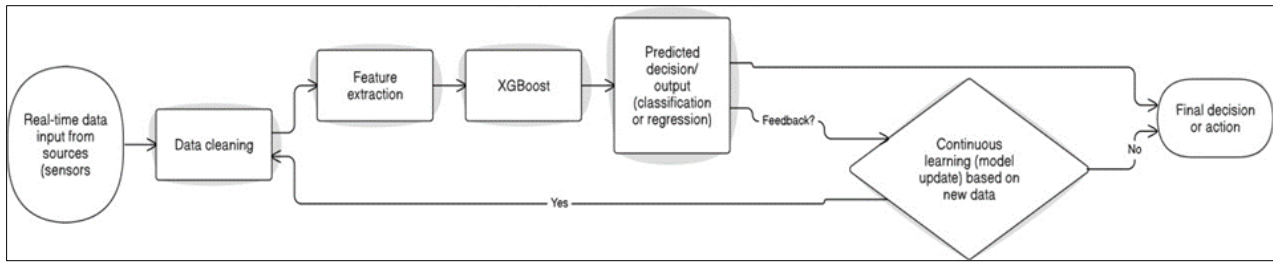 Real-time data
input from
sources
(sensors
Data cleaning
Feature
extraction
XGBoost
Predicted
decision/
output
(classification
or regression)
Feedback?
Continuous
learning (model
update) based on
new data
Yes
No
Final decision
or action